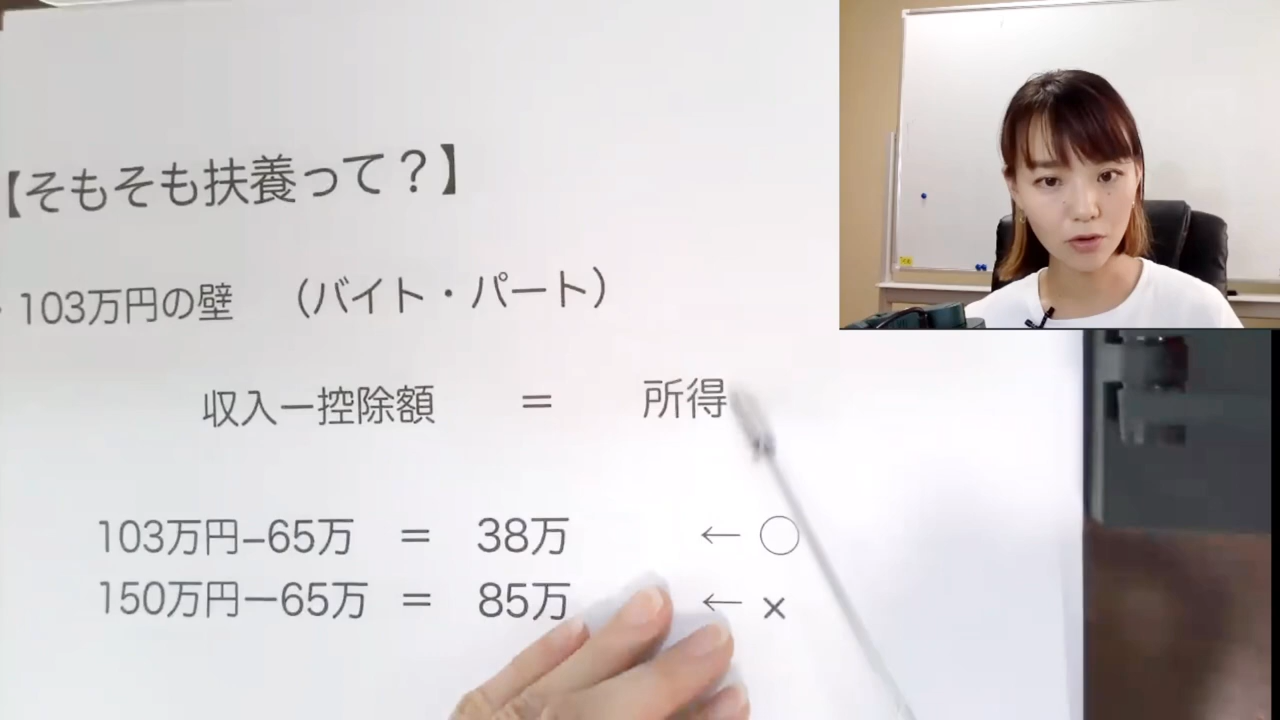 【そもそも扶養って？】
・103万円の壁　（バイト・パート）
収入ー控除額　＝　所得
103万円–65万　＝　38万　←○
150万円ー65万　＝　85万　←×